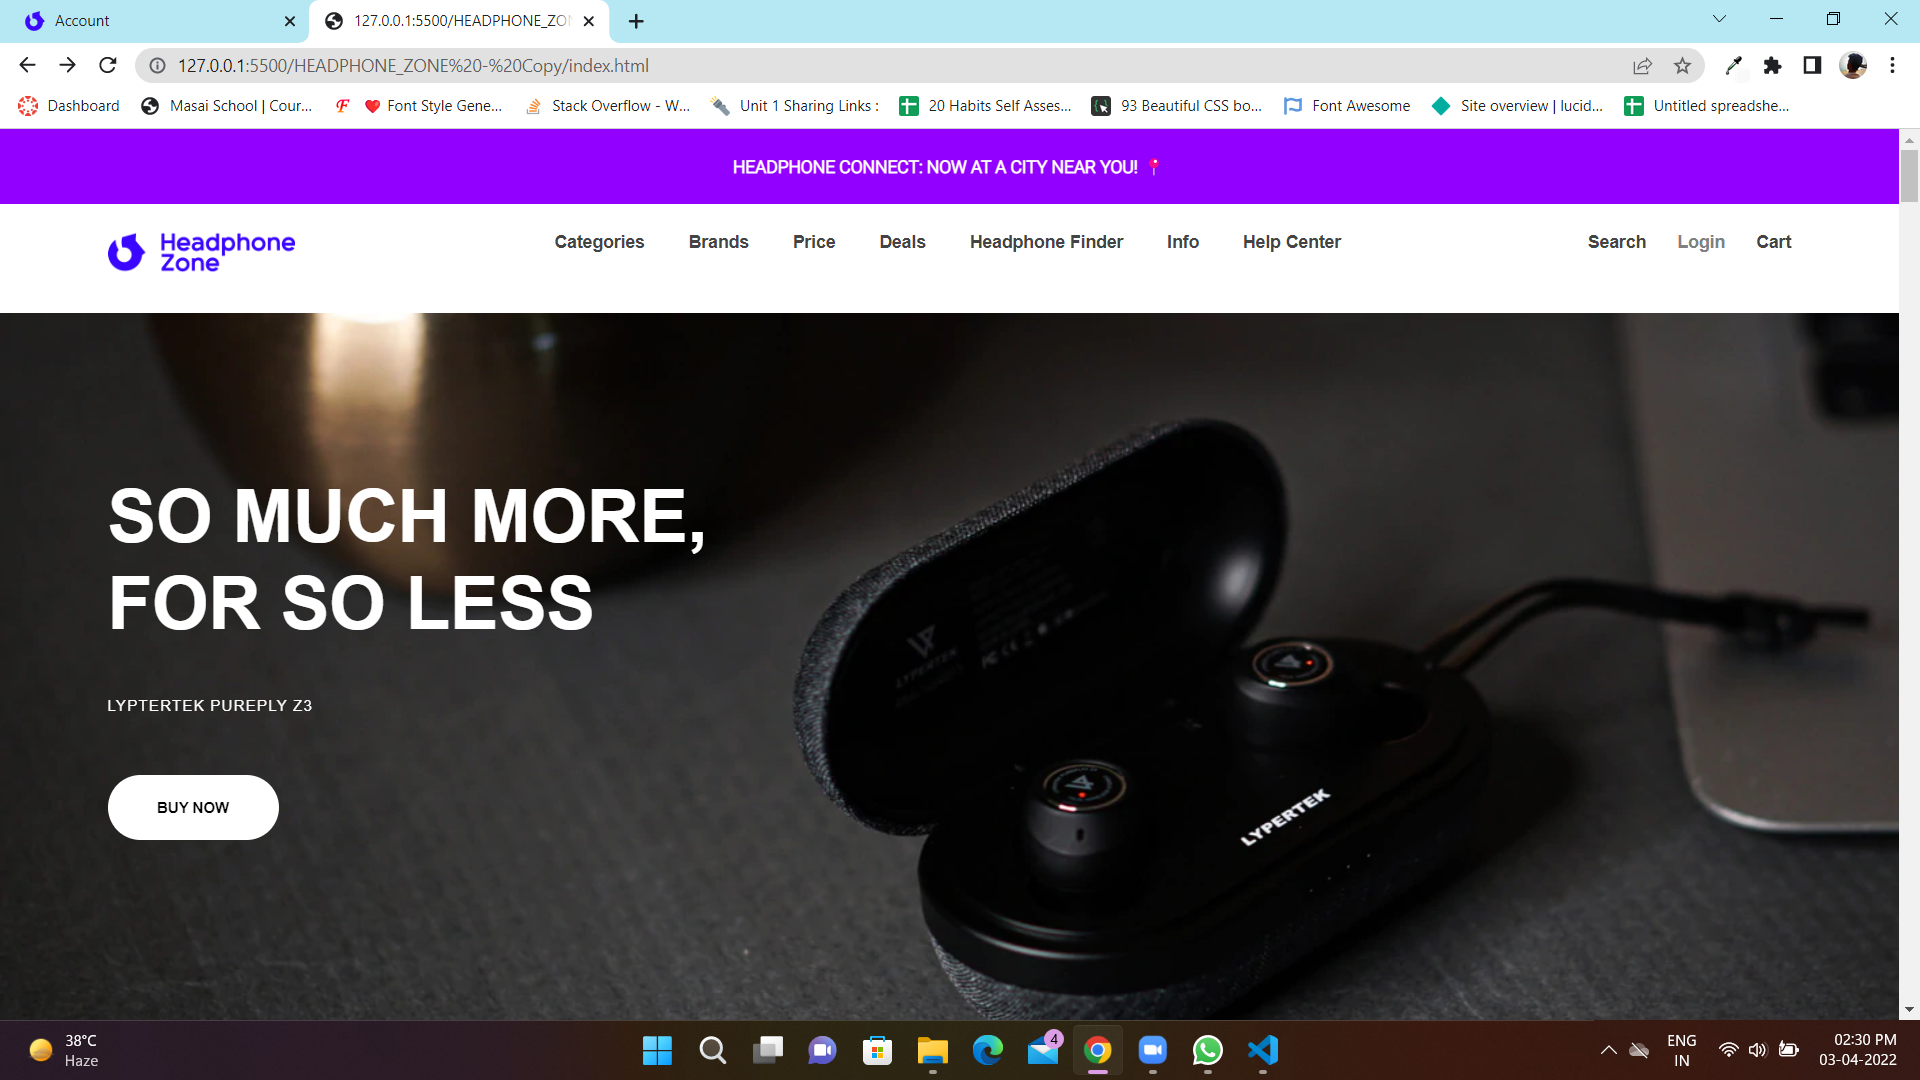 Account
127.0.0.1:5500/HEADPHONE_ZO
127.0.0.1:5500/HEADPHONE_ZONE%20-%20Copy/index.html
Dashboard
Masai School | Cour...
Font Style Gene...
Stack Overflow - W...
Unit 1 Sharing Links :
20 Habits Self Asses...
93 Beautiful CSS bo...
Font Awesome
Site overview | lucid...
Untitled spreadshe...
HEADPHONE CONNECT: NOW AT A CITY NEAR YOU! 📍
Headphone
Zone
Categories
Brands
Price
Deals
Headphone Finder
Info
Help Center
Search
Login
Cart
SO MUCH MORE,
FOR SO LESS
LYPTERTEK PUREPLY Z3
BUY NOW
LYPERTEK
LYPERTEK
38°C
Haze
4
ENG
IN
02:30 PM
03-04-2022